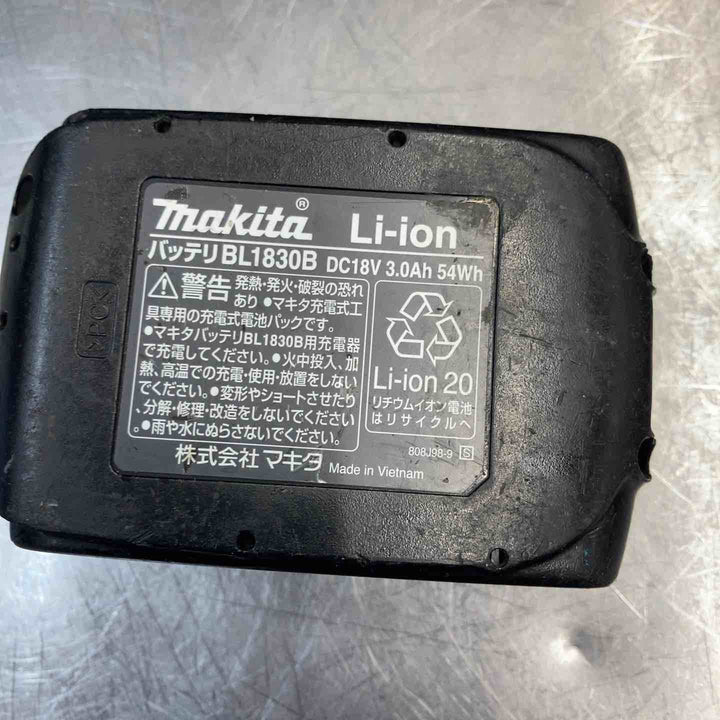 makita® Li-ion
バッテリBL1830B DC18V 3.0Ah 54Wh
警告 発熱・発火・破裂の恐れ
あり ●マキタ充電式工
具専用の充電式電池パックです。
●マキタバッテリBL1830B用充電器
で充電してください。●火中投入、加
熱、高温での充電・使用・放置をしない
でください。●変形やショートさせたり
、分解・修理・改造をしないでください
。●雨や水にぬらさないでください。
Li-ion 20
リチウムイオン電池
はリサイクルへ
808J98-9 S
株式会社マキタ Made in Vietnam
>PC<